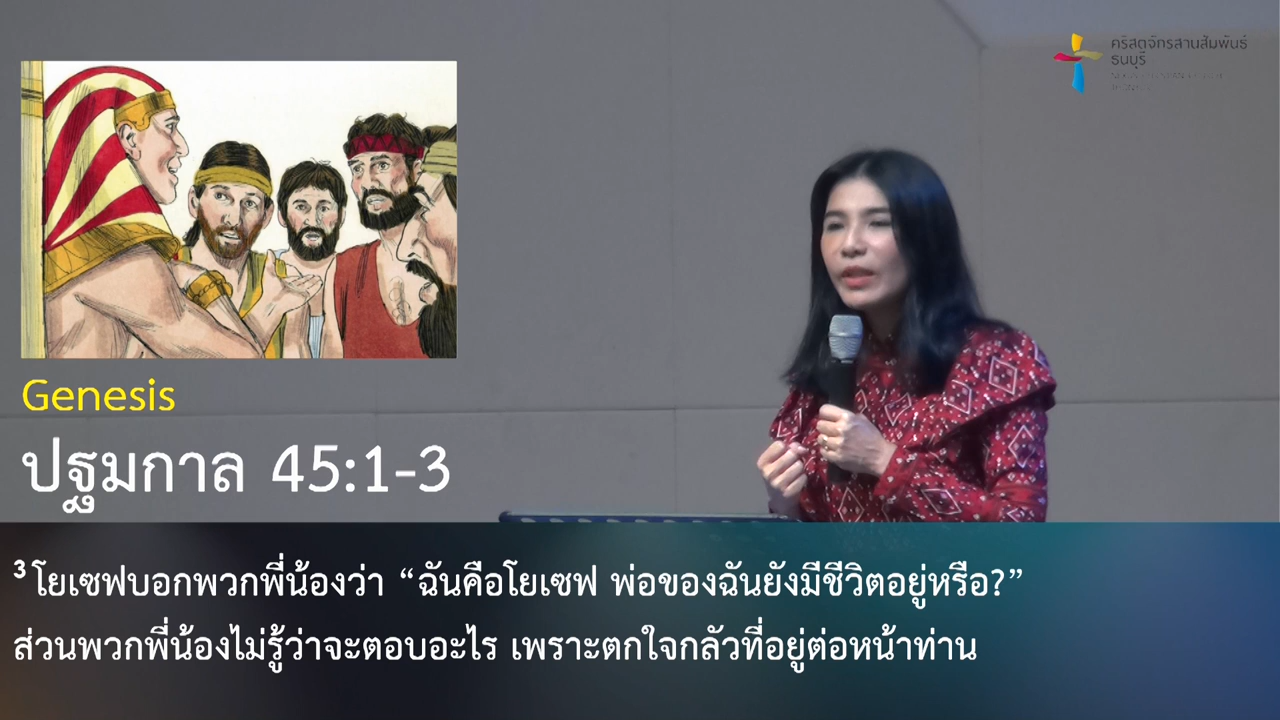 คริสตจักรสานสัมพันธ์
ธนบุรี
Genesis
ปฐมกาล 45:1-3
³ โยเซฟบอกพวกพี่น้องว่า “ฉันคือโยเซฟ พ่อของฉันยังมีชีวิตอยู่หรือ?”
ส่วนพวกพี่น้องไม่รู้ว่าจะตอบอะไร เพราะตกใจกลัวที่อยู่ต่อหน้าท่าน